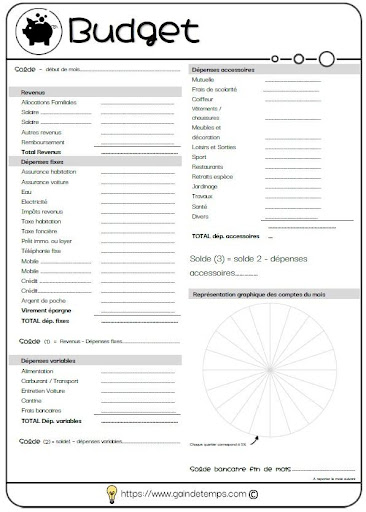 Budget
Solde - début de mois
Revenus
Allocations Familiales
Salaire
Salaire
Autres revenus
Remboursement
Total Revenus
Dépenses fixes
Assurance habitation
Assurance voiture
Eau
Electricité
Impôts revenus
Taxe habitation
Taxe foncière
Prêt immo. ou loyer
Téléphonie fixe
Mobile
Mobile
Crédit
Crédit
Argent de poche
Virement épargne
TOTAL dép. fixes
Solde (1) = Revenus - Dépenses fixes
Dépenses variables
Alimentation
Carburant / Transport
Entretien Voiture
Cantine
Frais bancaires
TOTAL Dép. variables
Solde (2) = solde1 - dépenses variables
Dépenses accessoires
Mutuelle
Frais de scolarité
Coiffeur
Vêtements /
chaussures
Meubles et
décoration
Loisirs et Sorties
Sport
Restaurants
Retraits espèce
Jardinage
Travaux
Santé
Divers
TOTAL dép. accessoires
Solde (3) = solde 2 - dépenses
accessoires
Représentation graphique des comptes du mois
Chaque quartier correspond à 5%
Solde bancaire fin de mois
A reporter le mois suivant
https://www.gaindetemps.com ©